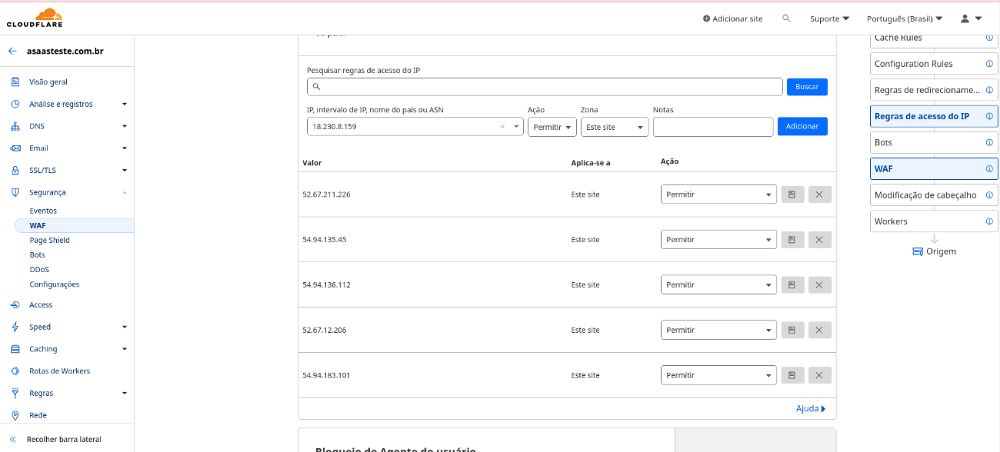 CLOUDFLARE
Adicionar site
Suporte
Português (Brasil)
asaasteste.com.br
Visão geral
Análise e registros
DNS
Email
SSL/TLS
Segurança
Eventos
WAF
Page Shield
Bots
DDoS
Configurações
Access
Speed
Caching
Rotas de Workers
Regras
Rede
Recolher barra lateral
Pesquisar regras de acesso do IP
Buscar
IP, intervalo de IP, nome do país ou ASN
Ação
Zona
Notas
18.230.8.159
Permitir
Este site
Adicionar
Valor
Aplica-se a
Ação
52.67.211.226
Este site
Permitir
54.94.135.45
Este site
Permitir
54.94.136.112
Este site
Permitir
52.67.12.206
Este site
Permitir
54.94.183.101
Este site
Permitir
Ajuda
Bloqueio de Agente do usuário
Cache Rules
Configuration Rules
Regras de redirecioname...
Regras de acesso do IP
Bots
WAF
Modificação de cabeçalho
Workers
Origem